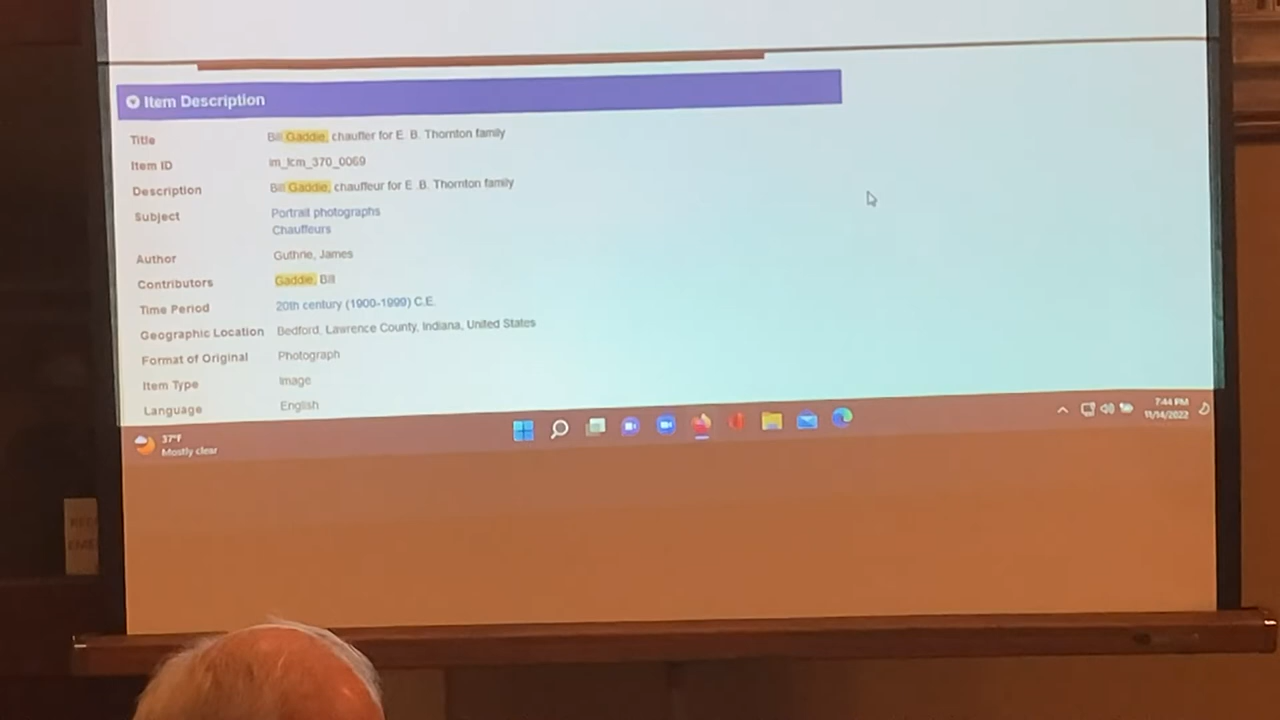 Item Description
Title Bill Gaddie, chauffer for E. B. Thornton family
Item ID im_lcm_370_0069
Description Bill Gaddie, chauffeur for E .B. Thornton family
Subject Portrait photographs
Chauffeurs
Author Guthrie, James
Contributors Gaddie, Bill
Time Period 20th century (1900-1999) C.E.
Geographic Location Bedford, Lawrence County, Indiana, United States
Format of Original Photograph
Item Type Image
Language English
37°F
Mostly clear
7:44 PM
11/14/2022